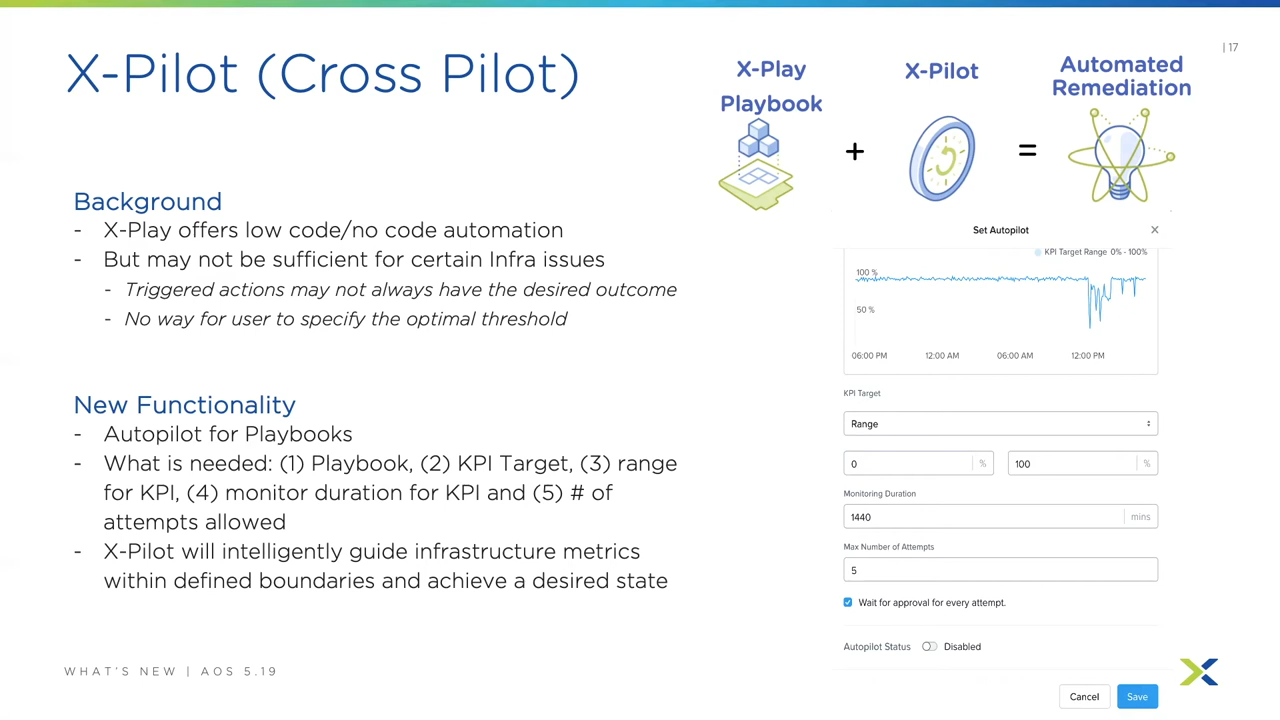 | 17
X-Pilot (Cross Pilot)
X-Play
Playbook
+
X-Pilot
=
Automated
Remediation
Background
- X-Play offers low code/no code automation
- But may not be sufficient for certain Infra issues
- Triggered actions may not always have the desired outcome
- No way for user to specify the optimal threshold
New Functionality
- Autopilot for Playbooks
- What is needed: (1) Playbook, (2) KPI Target, (3) range
for KPI, (4) monitor duration for KPI and (5) # of
attempts allowed
- X-Pilot will intelligently guide infrastructure metrics
within defined boundaries and achieve a desired state
Set Autopilot
KPI Target Range 0% - 100%
100 %
50 %
06:00 PM 12:00 AM 06:00 AM 12:00 PM
KPI Target
Range
0 % 100 %
Monitoring Duration
1440 mins
Max Number of Attempts
5
Wait for approval for every attempt.
Autopilot Status Disabled
Cancel Save
WHAT'S NEW | AOS 5.19